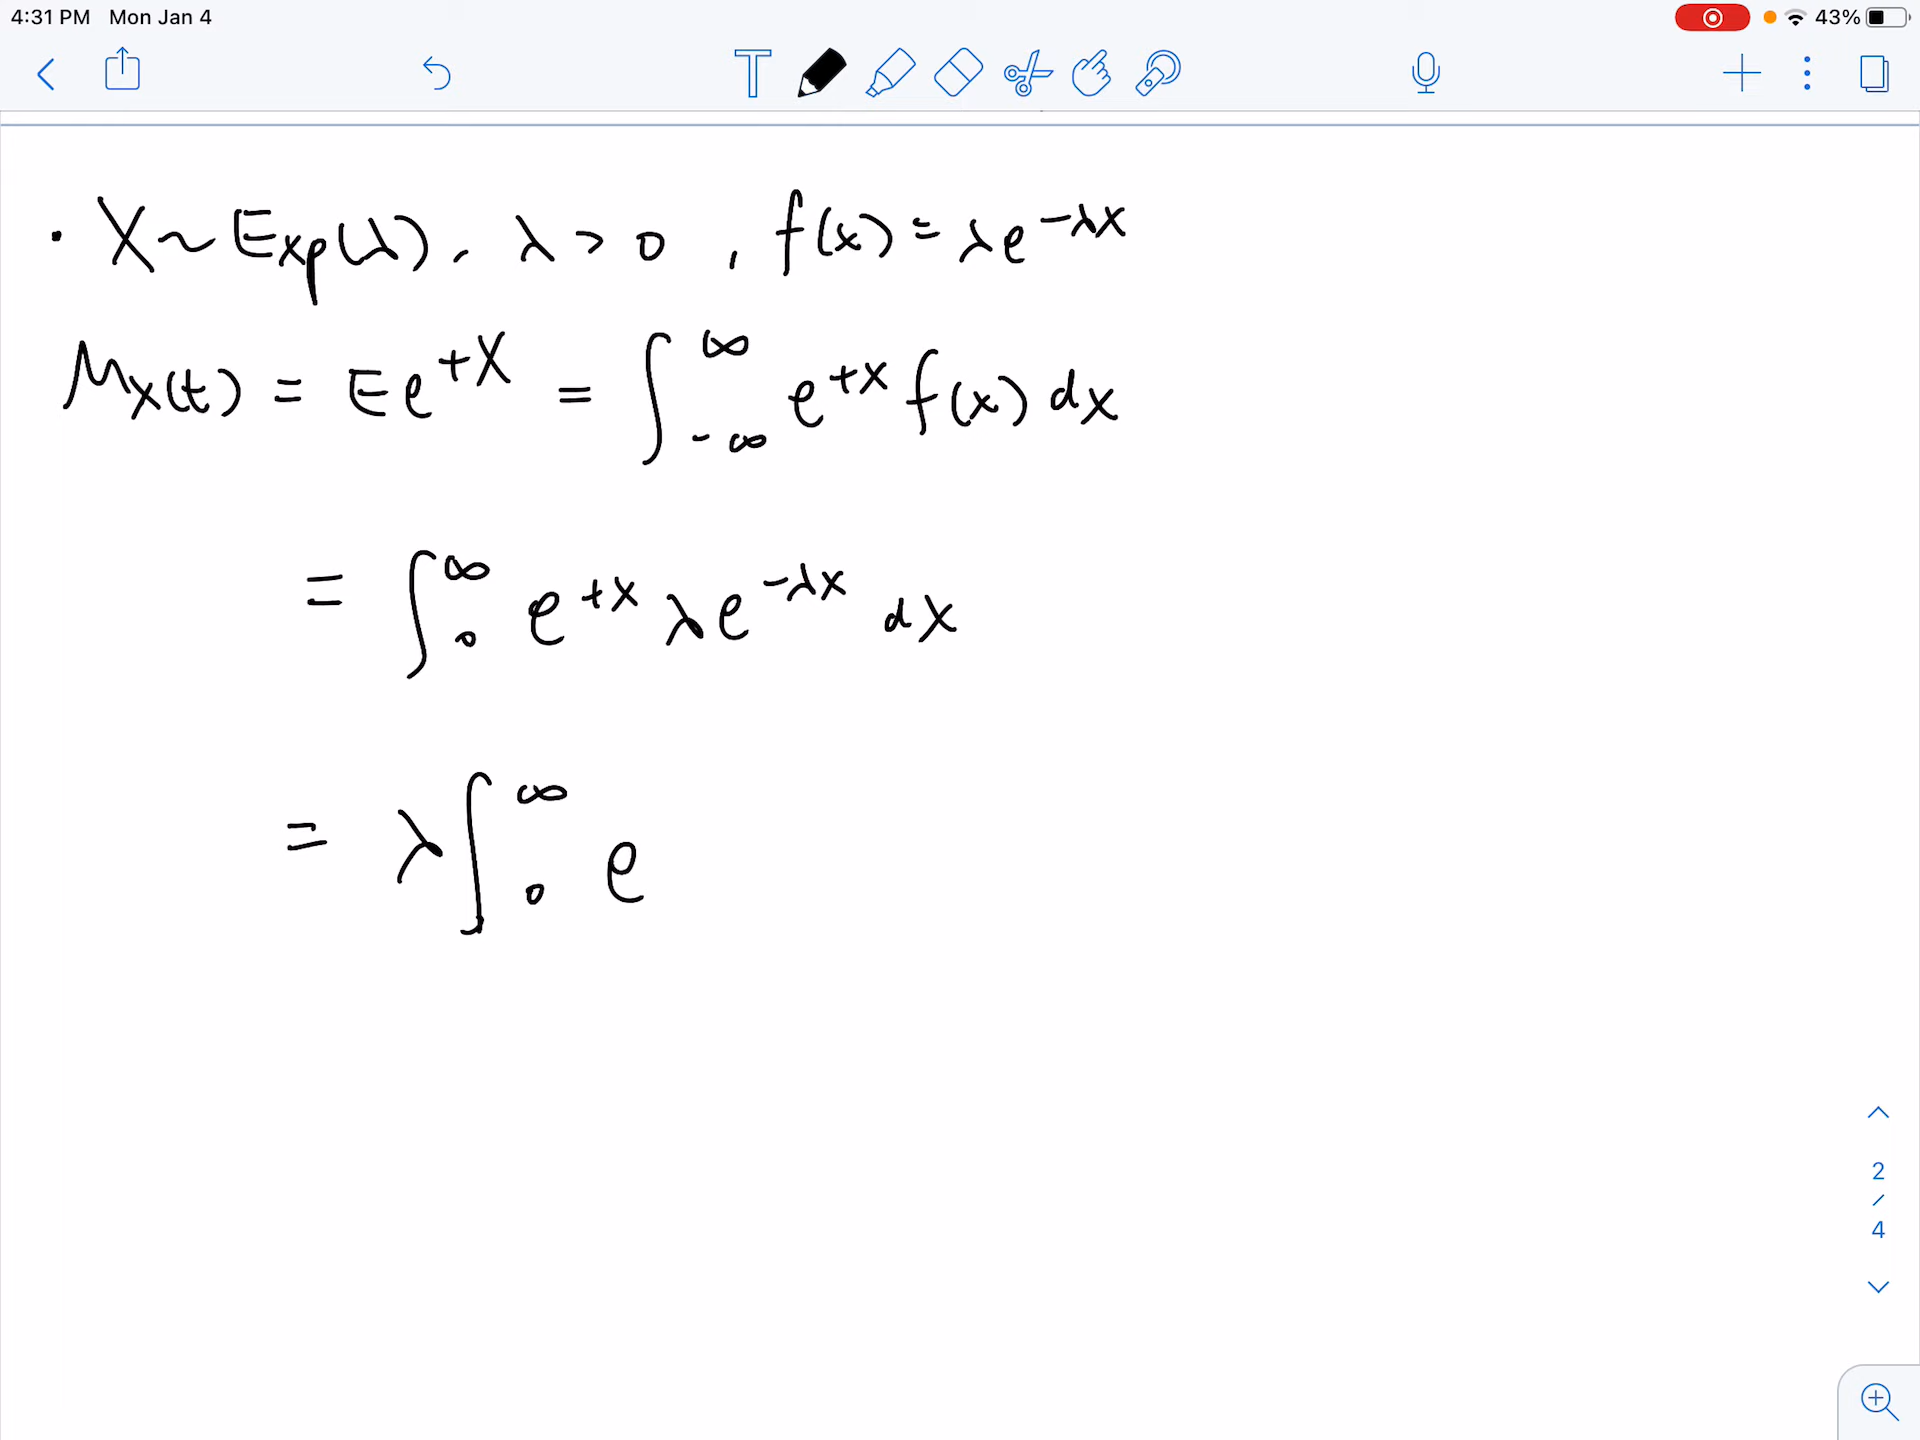 4:31 PM Mon Jan 4 43%
T
· X ~ Exp(λ), λ > 0, f(x) = λe^{-λx}
M_X(t) = Ee^{tX} = ∫_{-∞}^{∞} e^{tx} f(x) dx
= ∫_0^∞ e^{tx} λe^{-λx} dx
= λ∫_0^∞ e
2
/
4